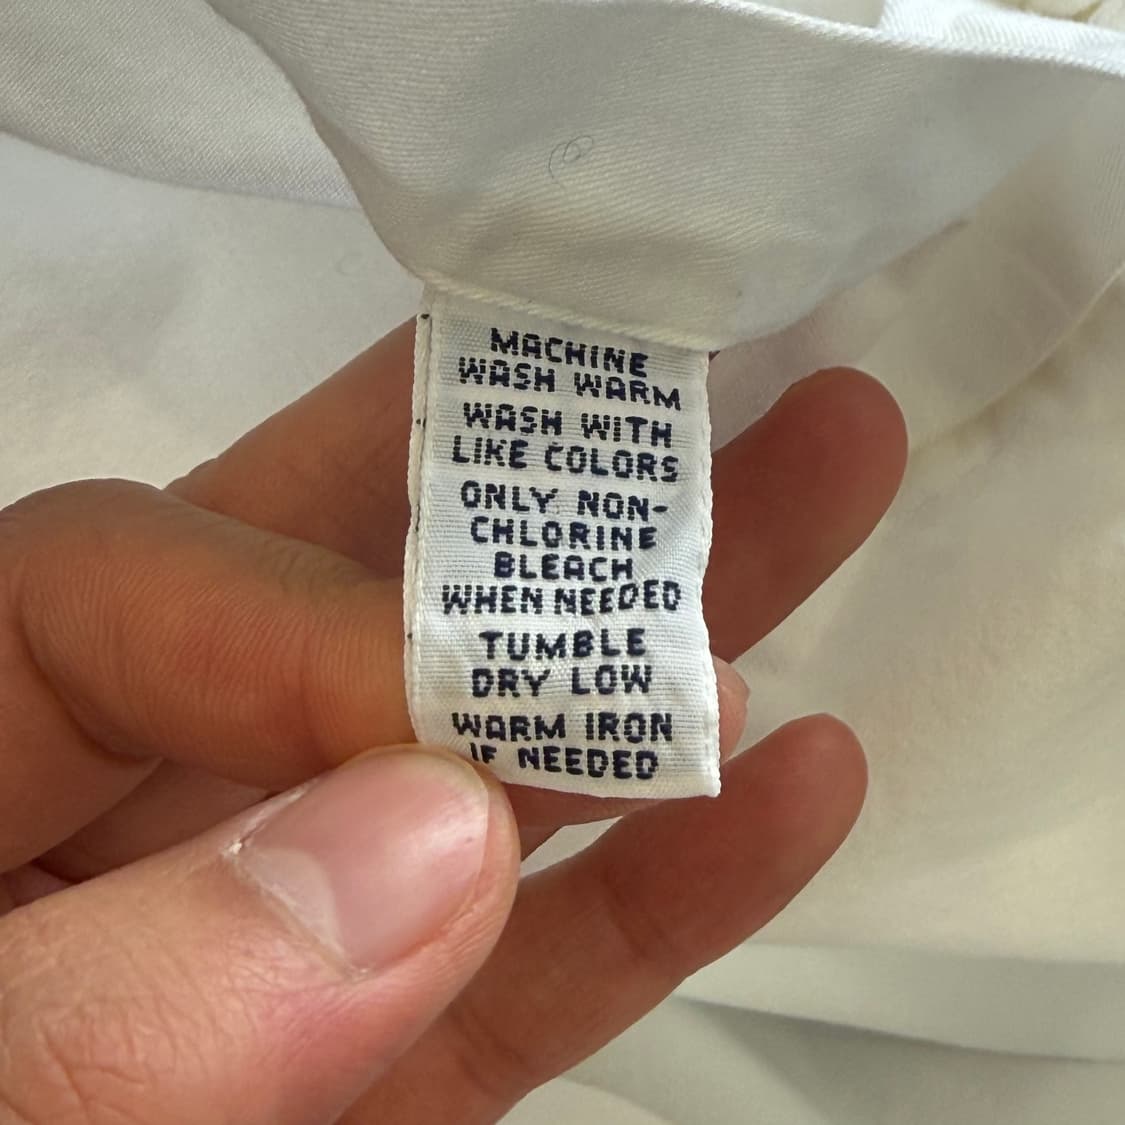 MACHINE
WASH WARM
WASH WITH
LIKE COLORS
ONLY NON-
CHLORINE
BLEACH
WHEN NEEDED
TUMBLE
DRY LOW
WARM IRON
IF NEEDED